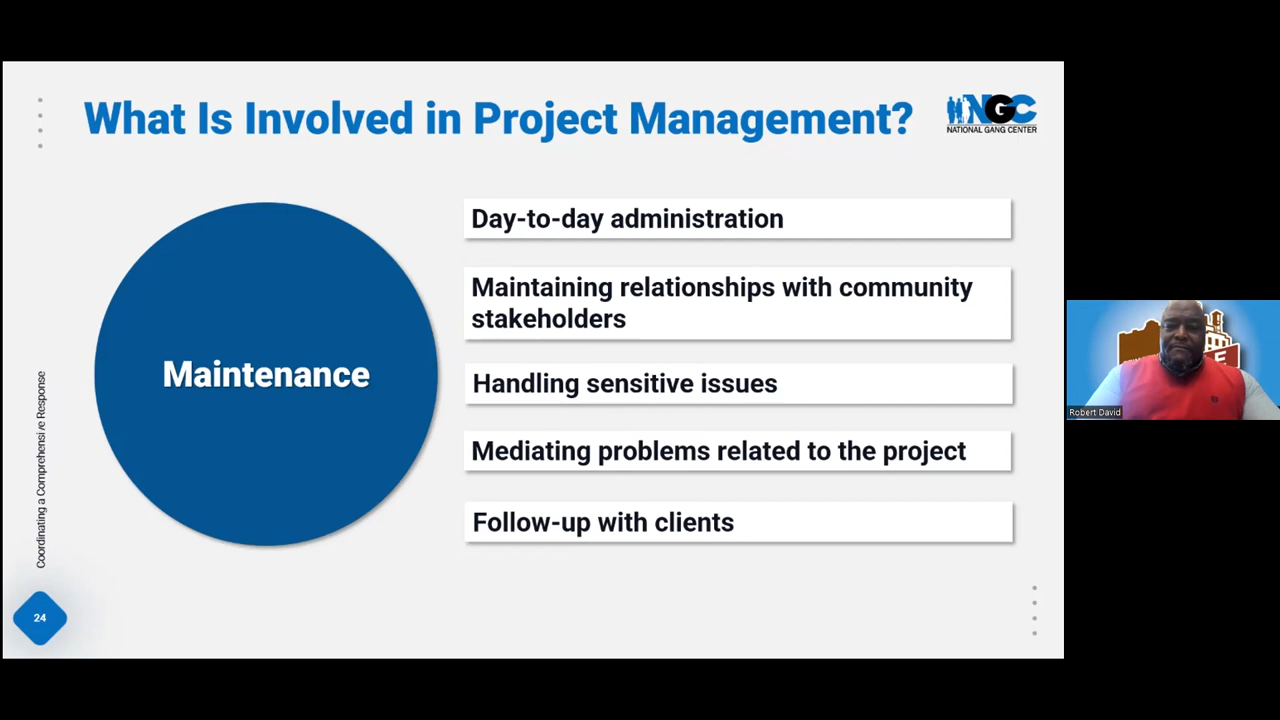 What Is Involved in Project Management?
NGC
NATIONAL GANG CENTER
Day-to-day administration
Maintaining relationships with community
stakeholders
Maintenance
Handling sensitive issues
Mediating problems related to the project
Follow-up with clients
Coordinating a Comprehensive Response
24
E
Robert David